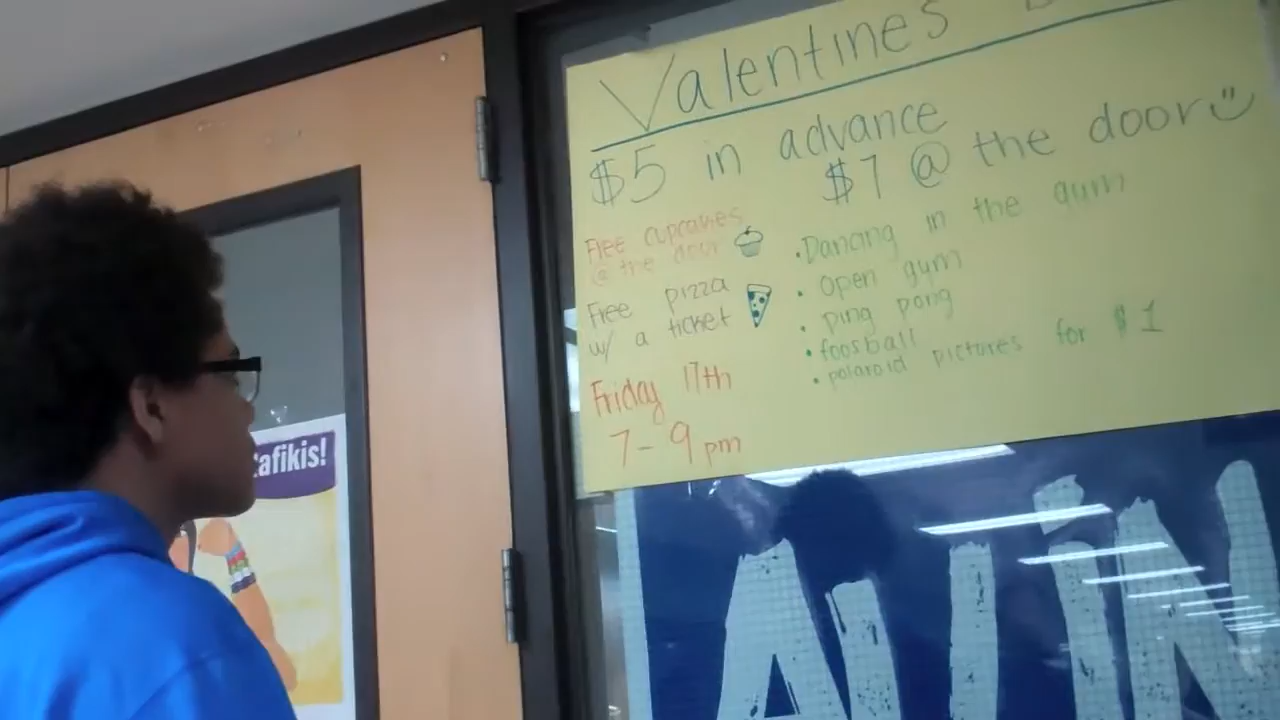 Valentines
$5 in advance
$7 @ the door
Free cupcakes
@ the door
Free pizza
w/ a ticket
Friday 17th
7-9 pm
• Dancing in the gym
• open gym
• ping pong
• foosball
• polaroid pictures for $1
afikis!